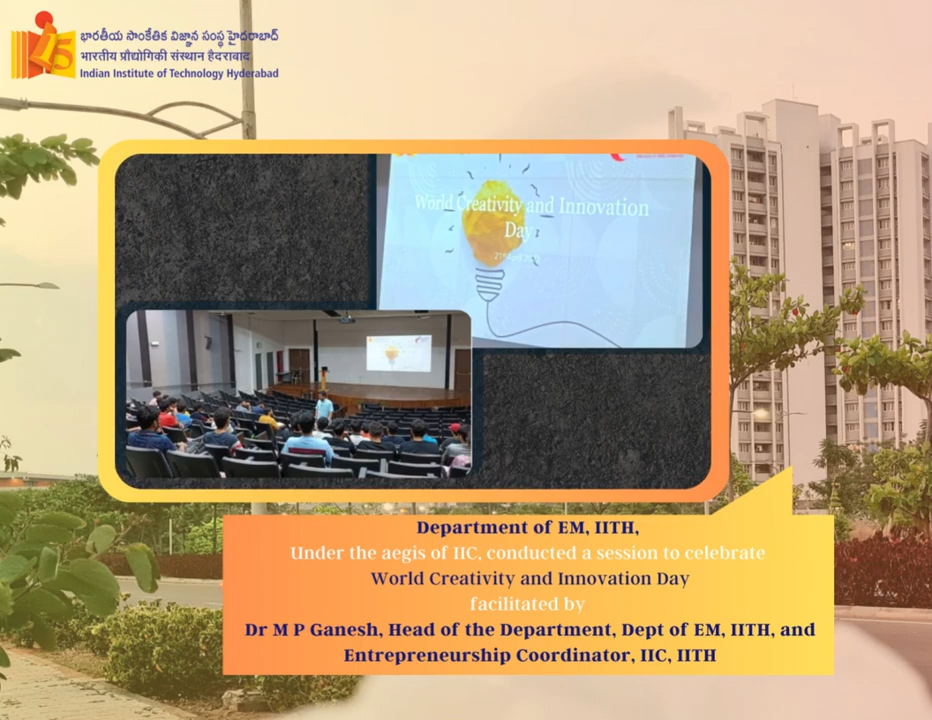 భారతీయ సాంకేతిక విజ్ఞాన సంస్థ హైదరాబాద్
भारतीय प्रौद्योगिकी संस्थान हैदराबाद
Indian Institute of Technology Hyderabad
World Creativity and Innovation
Day
21st April
Department of EM, IITH,
Under the aegis of IIC, conducted a session to celebrate
World Creativity and Innovation Day
facilitated by
Dr M P Ganesh, Head of the Department, Dept of EM, IITH, and
Entrepreneurship Coordinator, IIC, IITH